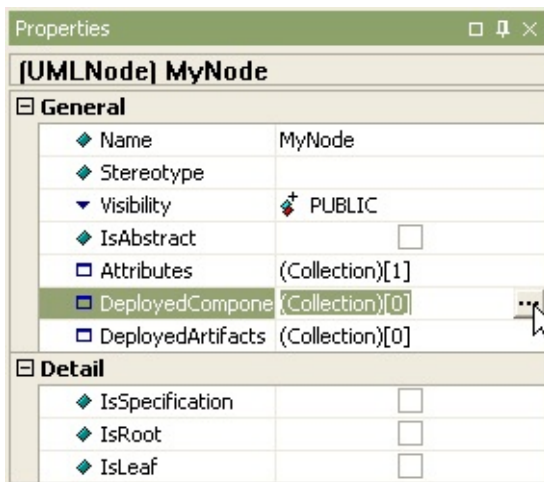 Properties
(UMLNode) MyNode
General
Name MyNode
Stereotype
Visibility PUBLIC
IsAbstract
Attributes (Collection)[1]
DeployedCompone (Collection)[0] ...
DeployedArtifacts (Collection)[0]
Detail
IsSpecification
IsRoot
IsLeaf